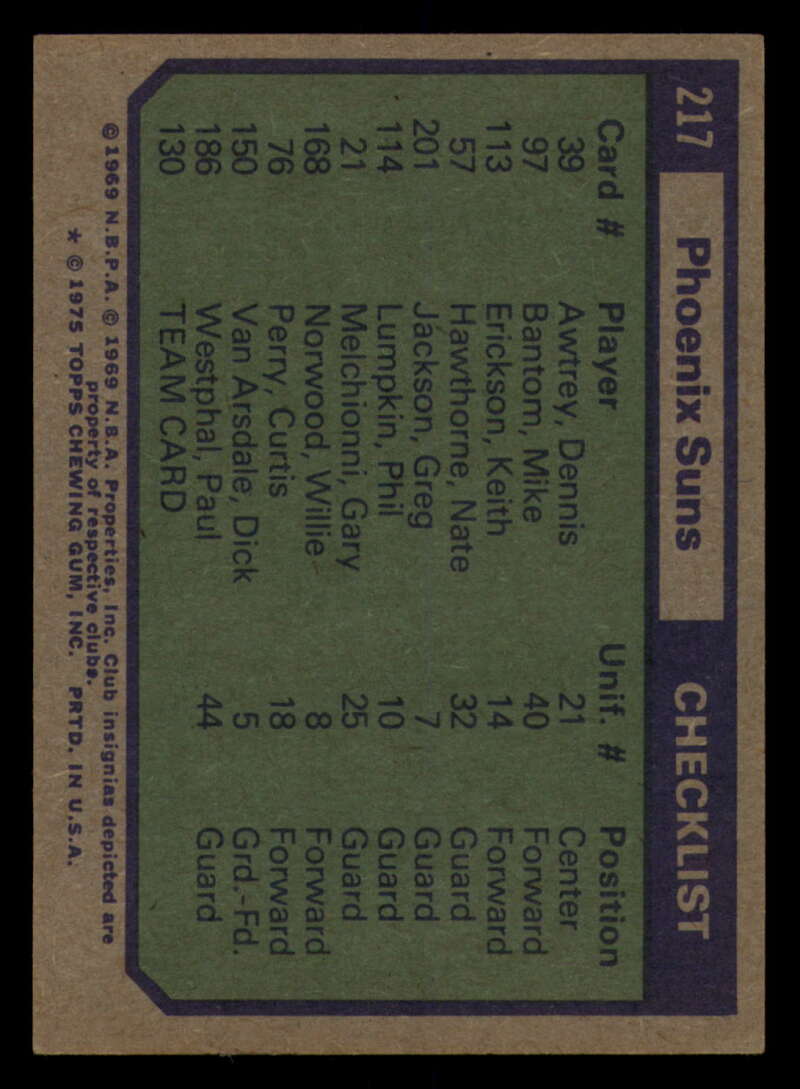 217 Phoenix Suns CHECKLIST
Card # Player Unif. # Position
39 Awtrey, Dennis 21 Center
97 Bantom, Mike 40 Forward
113 Erickson, Keith 14 Forward
57 Hawthorne, Nate 32 Guard
201 Jackson, Greg 7 Guard
114 Lumpkin, Phil 10 Guard
21 Melchionni, Gary 25 Guard
168 Norwood, Willie 8 Forward
76 Perry, Curtis 18 Forward
150 Van Arsdale, Dick 5 Grd.-Fd.
186 Westphal, Paul 44 Guard
130 TEAM CARD
©1969 N.B.P.A. © 1969 N.B.A. Properties, Inc. Club insignias depicted are
property of respective clubs.
* © 1975 TOPPS CHEWING GUM, INC. PRTD. IN U.S.A.